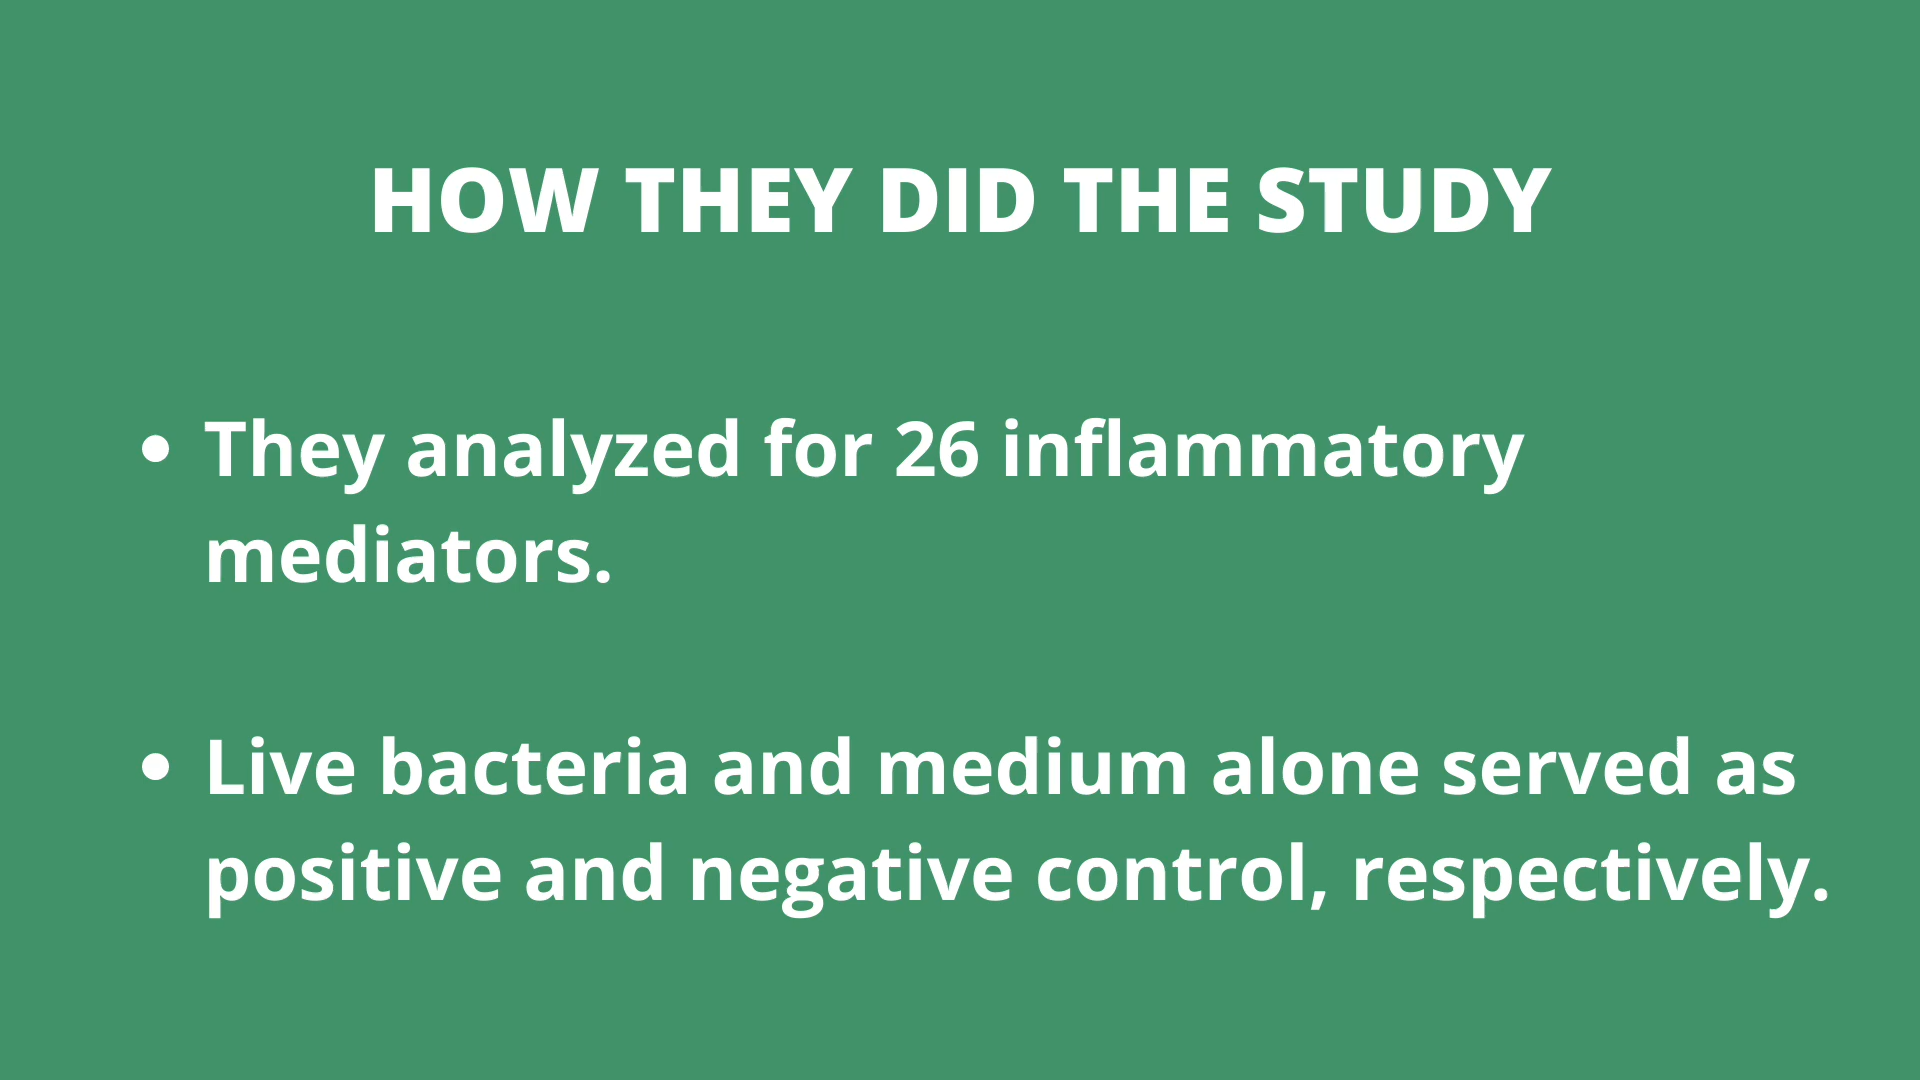 HOW THEY DID THE STUDY
• They analyzed for 26 inflammatory
mediators.
• Live bacteria and medium alone served as
positive and negative control, respectively.